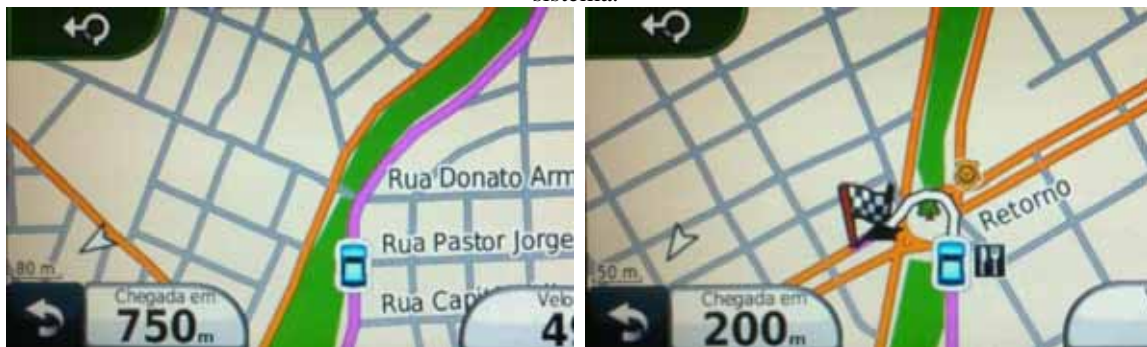 sistema.
Rua Donato Arm
Rua Pastor Jorge
Rua Capi
80 m
Chegada em
750m
Velo
4
Retorno
50 m
Chegada em
200m